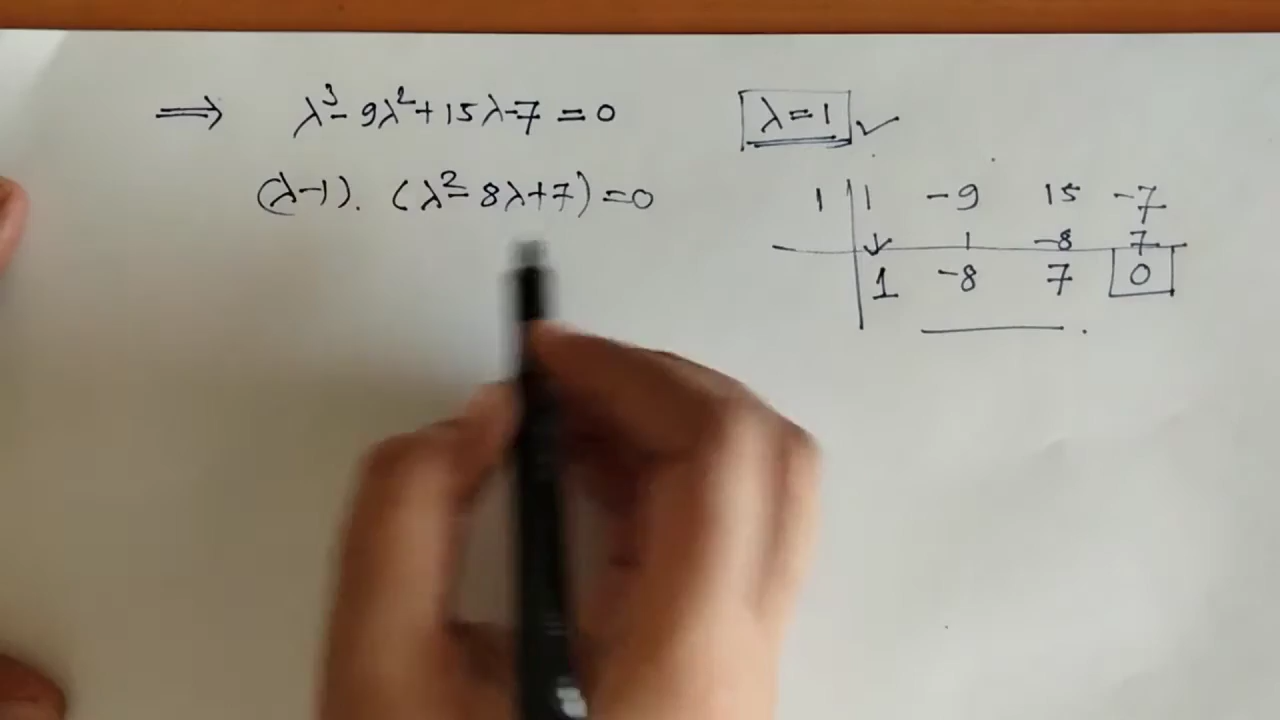 ⟹ λ³-9λ²+15λ-7=0
(λ-1).(λ²-8λ+7)=0
λ=1 ✓
1 | 1 -9 15 -7
↓ 1 -8 7
1 -8 7 0